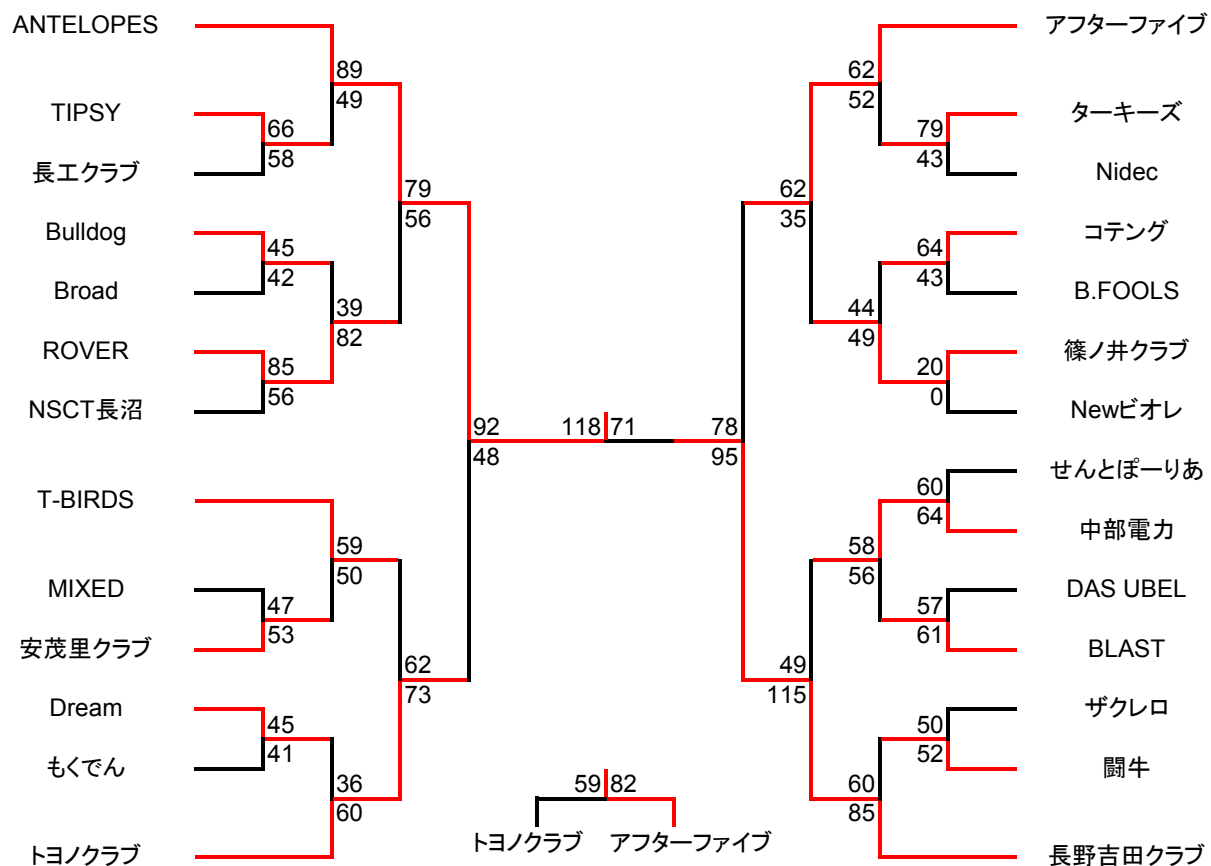 ANTELOPES
89
49
TIPSY
66
58
長工クラブ
79
56
Bulldog
45
42
Broad
39
82
ROVER
85
56
NSCT長沼
92
48
T-BIRDS
59
50
MIXED
47
53
安茂里クラブ
62
73
Dream
45
41
もくでん
36
60
トヨノクラブ
118 71
59 82
トヨノクラブ アフターファイブ
アフターファイブ
62
52
ターキーズ
79
43
Nidec
62
35
コテング
64
43
B.FOOLS
44
49
篠ノ井クラブ
20
0
Newビオレ
78
95
せんとぽーりあ
60
64
中部電力
58
56
DAS UBEL
57
61
BLAST
49
115
ザクレロ
50
52
闘牛
60
85
長野吉田クラブ